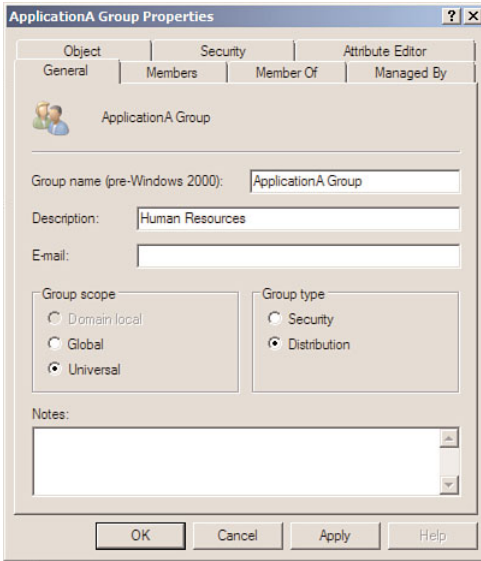 ApplicationA Group Properties
Object Security Attribute Editor
General Members Member Of Managed By
ApplicationA Group
Group name (pre-Windows 2000): ApplicationA Group
Description: Human Resources
E-mail:
Group scope Group type
Domain local Security
Global Distribution
Universal
Notes:
OK Cancel Apply Help